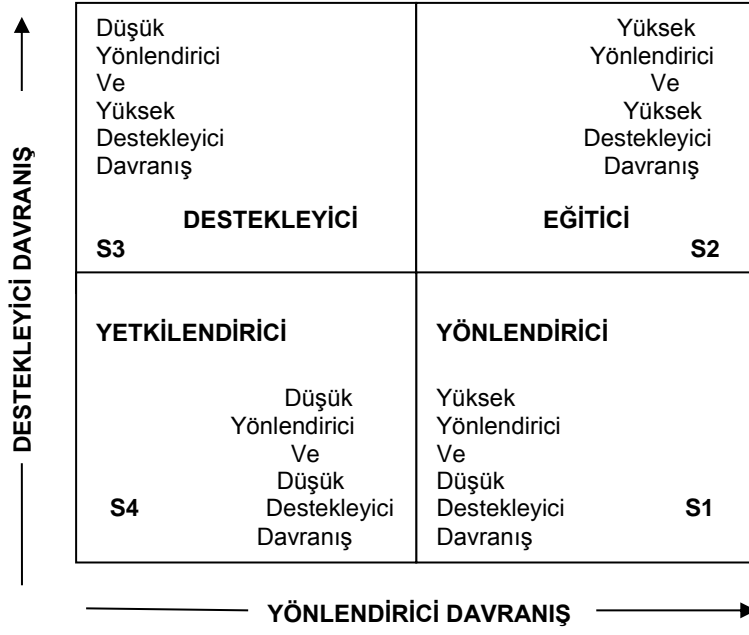 DESTEKLEYİCİ DAVRANIŞ
Düşük
Yönlendirici
Ve
Yüksek
Destekleyici
Davranış
DESTEKLEYİCİ
S3
Yüksek
Yönlendirici
Ve
Yüksek
Destekleyici
Davranış
EĞİTİCİ
S2
YETKİLENDİRİCİ
Düşük
Yönlendirici
Ve
Düşük
S4 Destekleyici
Davranış
YÖNLENDİRİCİ
Yüksek
Yönlendirici
Ve
Düşük
Destekleyici S1
Davranış
YÖNLENDİRİCİ DAVRANIŞ